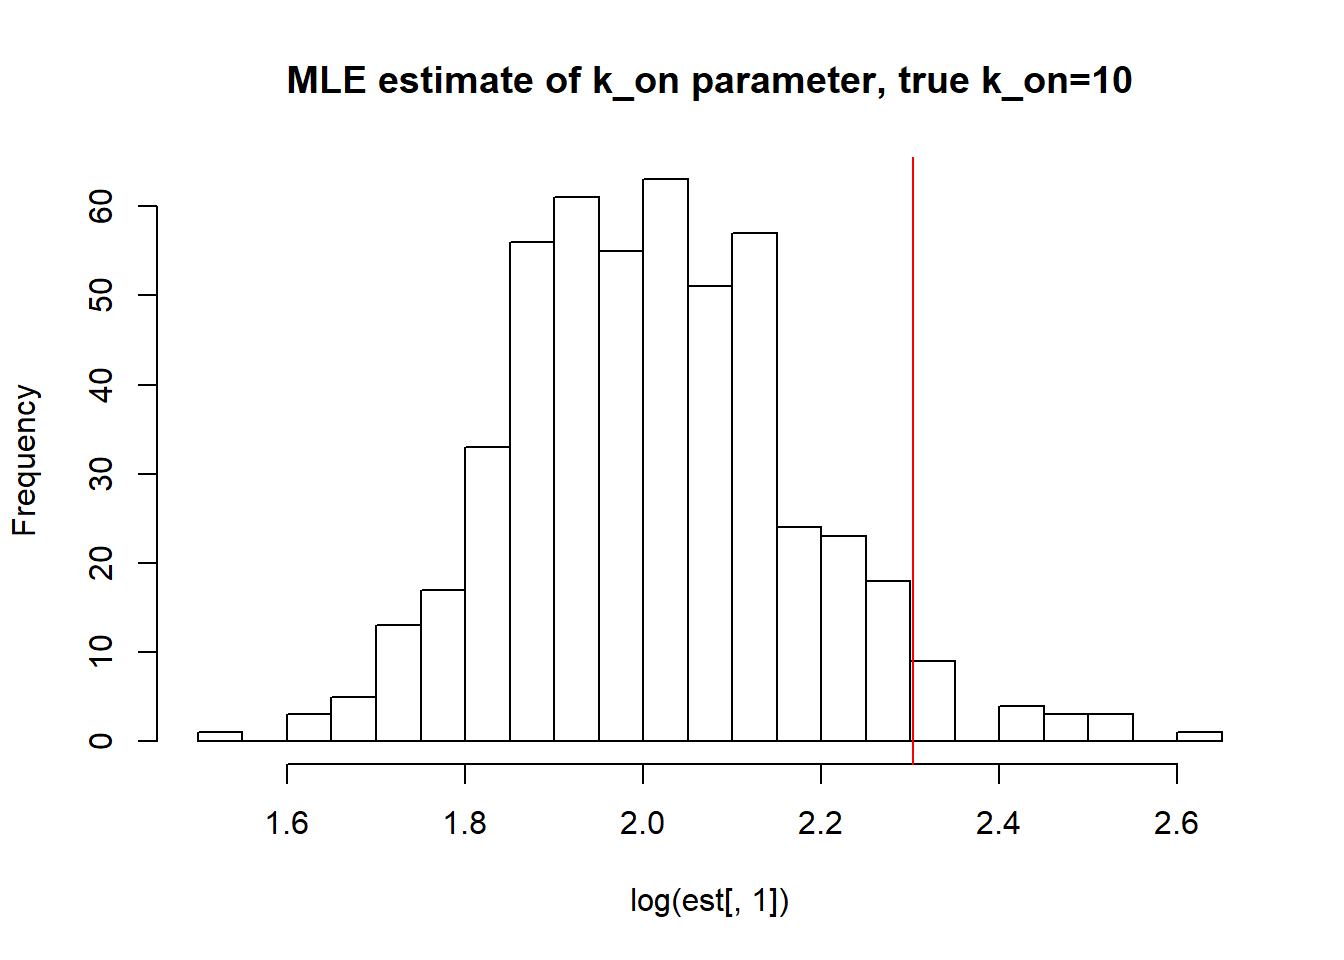 MLE estimate of k_on parameter, true k_on=10
Frequency
60
50
40
30
20
10
0
1.6 1.8 2.0 2.2 2.4 2.6
log(est[, 1])